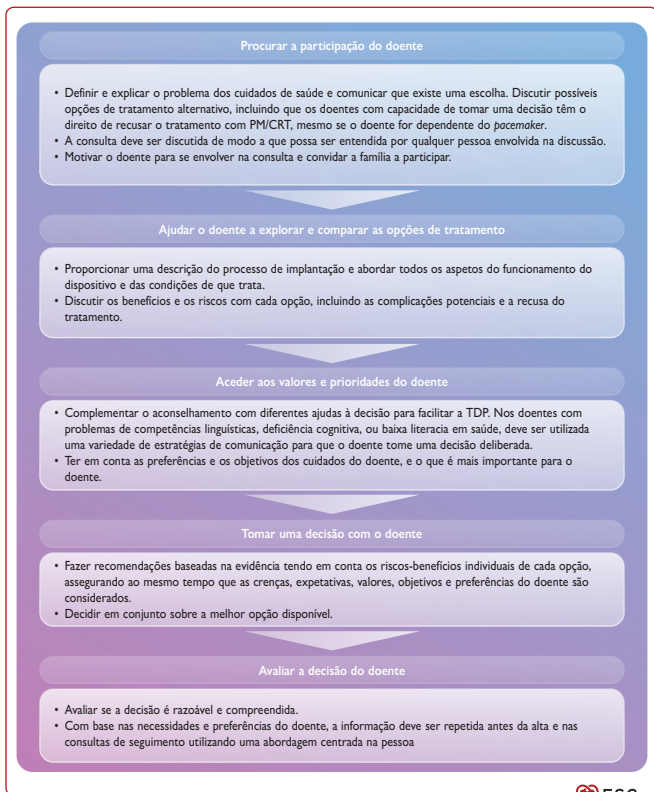 Procurar a participação do doente
• Definir e explicar o problema dos cuidados de saúde e comunicar que existe uma escolha. Discutir possíveis
opções de tratamento alternativo, incluindo que os doentes com capacidade de tomar uma decisão têm o
direito de recusar o tratamento com PM/CRT, mesmo se o doente for dependente do pacemaker.
• A consulta deve ser discutida de modo a que possa ser entendida por qualquer pessoa envolvida na discussão.
• Motivar o doente para se envolver na consulta e convidar a família a participar.
Ajudar o doente a explorar e comparar as opções de tratamento
• Proporcionar uma descrição do processo de implantação e abordar todos os aspetos do funcionamento do
dispositivo e das condições de que trata.
• Discutir os benefícios e os riscos com cada opção, incluindo as complicações potenciais e a recusa do
tratamento.
Aceder aos valores e prioridades do doente
• Complementar o aconselhamento com diferentes ajudas à decisão para facilitar a TDP. Nos doentes com
problemas de competências linguísticas, deficiência cognitiva, ou baixa literacia em saúde, deve ser utilizada
uma variedade de estratégias de comunicação para que o doente tome uma decisão deliberada.
• Ter em conta as preferências e os objetivos dos cuidados do doente, e o que é mais importante para o
doente.
Tomar uma decisão com o doente
• Fazer recomendações baseadas na evidência tendo em conta os riscos-benefícios individuais de cada opção,
assegurando ao mesmo tempo que as crenças, expetativas, valores, objetivos e preferências do doente são
considerados.
• Decidir em conjunto sobre a melhor opção disponível.
Avaliar a decisão do doente
• Avaliar se a decisão é razoável e compreendida.
• Com base nas necessidades e preferências do doente, a informação deve ser repetida antes da alta e nas
consultas de seguimento utilizando uma abordagem centrada na pessoa